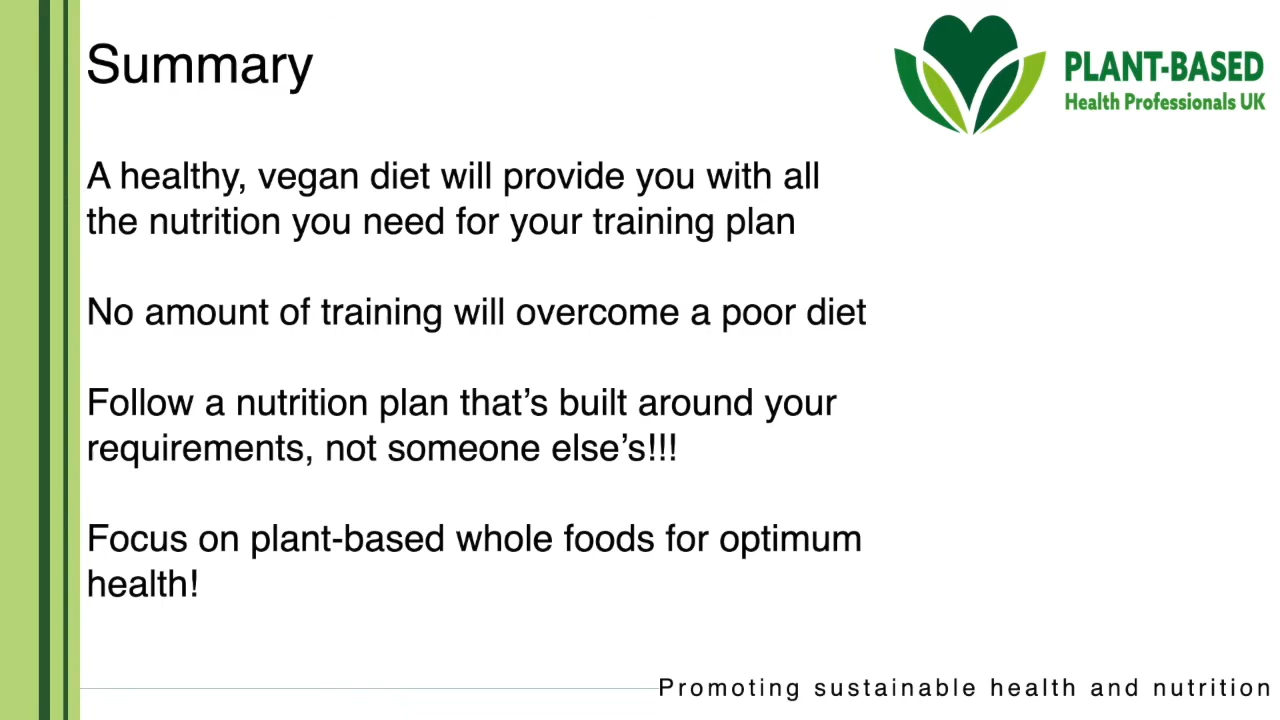 Summary
PLANT-BASED
Health Professionals UK
A healthy, vegan diet will provide you with all
the nutrition you need for your training plan
No amount of training will overcome a poor diet
Follow a nutrition plan that’s built around your
requirements, not someone else’s!!!
Focus on plant-based whole foods for optimum
health!
Promoting sustainable health and nutrition